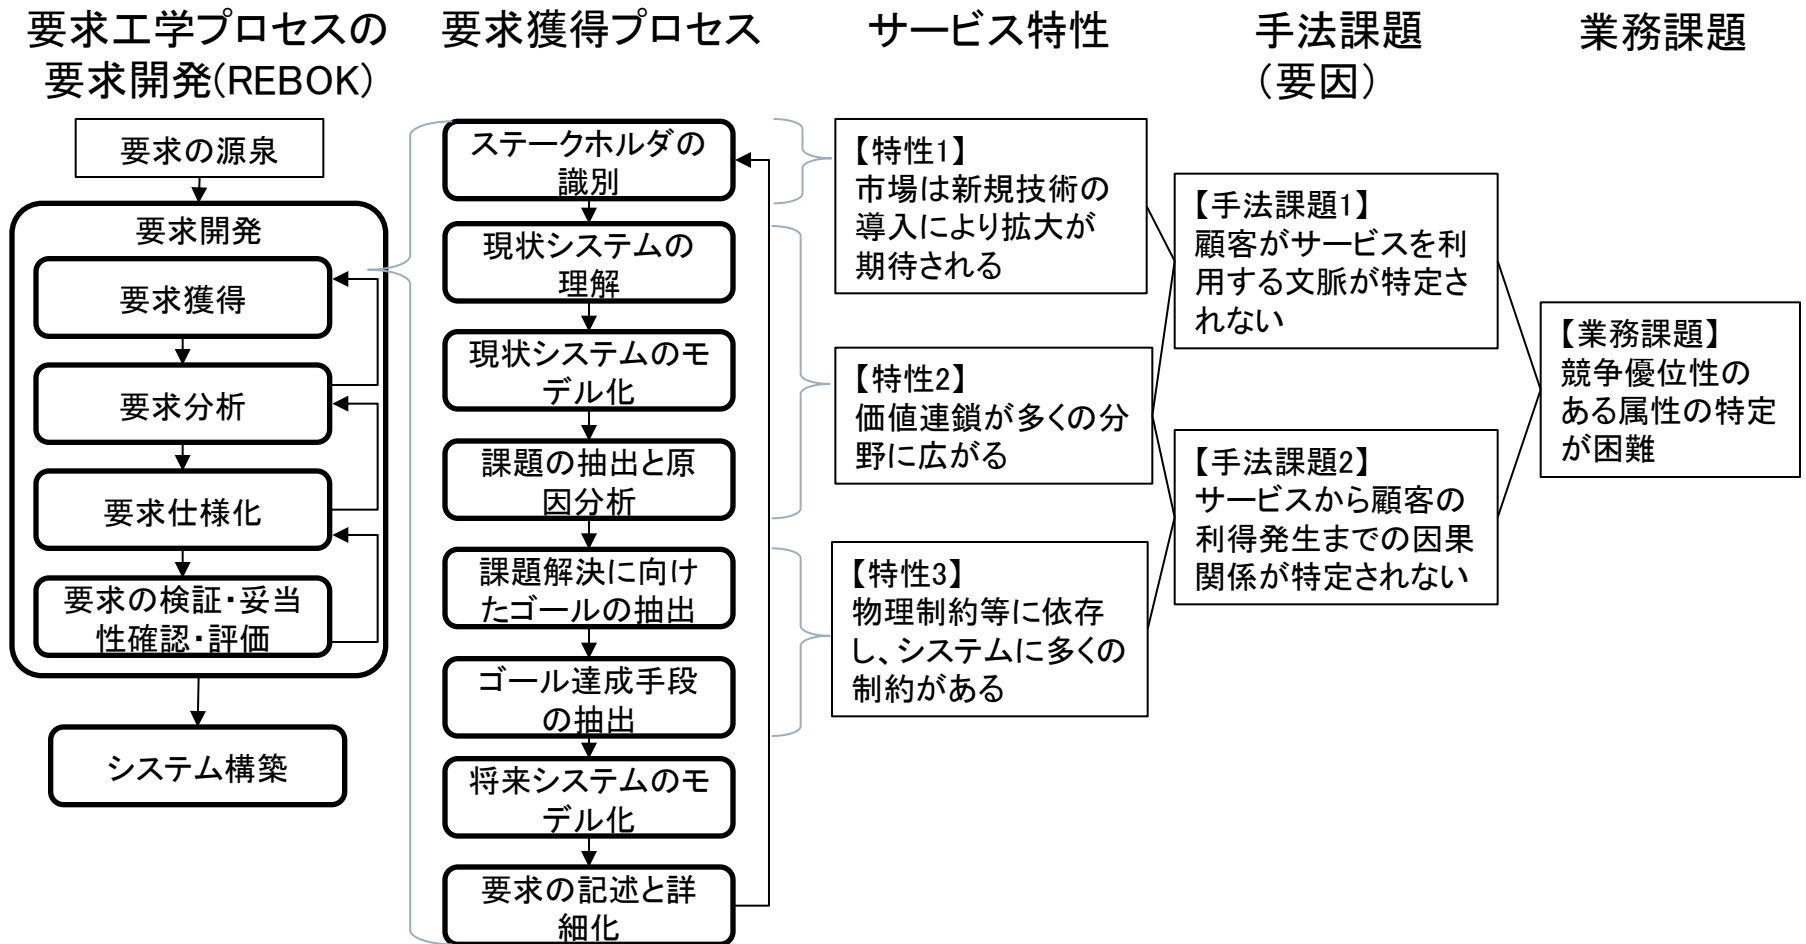 要求工学プロセスの
要求開発(REBOK)
要求の源泉
要求開発
要求獲得
要求分析
要求仕様化
要求の検証・妥当
性確認・評価
システム構築
要求獲得プロセス
ステークホルダの
識別
現状システムの
理解
現状システムのモ
デル化
課題の抽出と原
因分析
課題解決に向け
たゴールの抽出
ゴール達成手段
の抽出
将来システムのモ
デル化
要求の記述と詳
細化
サービス特性
【特性1】
市場は新規技術の
導入により拡大が
期待される
【特性2】
価値連鎖が多くの分
野に広がる
【特性3】
物理制約等に依存
し、システムに多くの
制約がある
手法課題
（要因）
【手法課題1】
顧客がサービスを利
用する文脈が特定さ
れない
【手法課題2】
サービスから顧客の
利得発生までの因果
関係が特定されない
業務課題
【業務課題】
競争優位性の
ある属性の特定
が困難